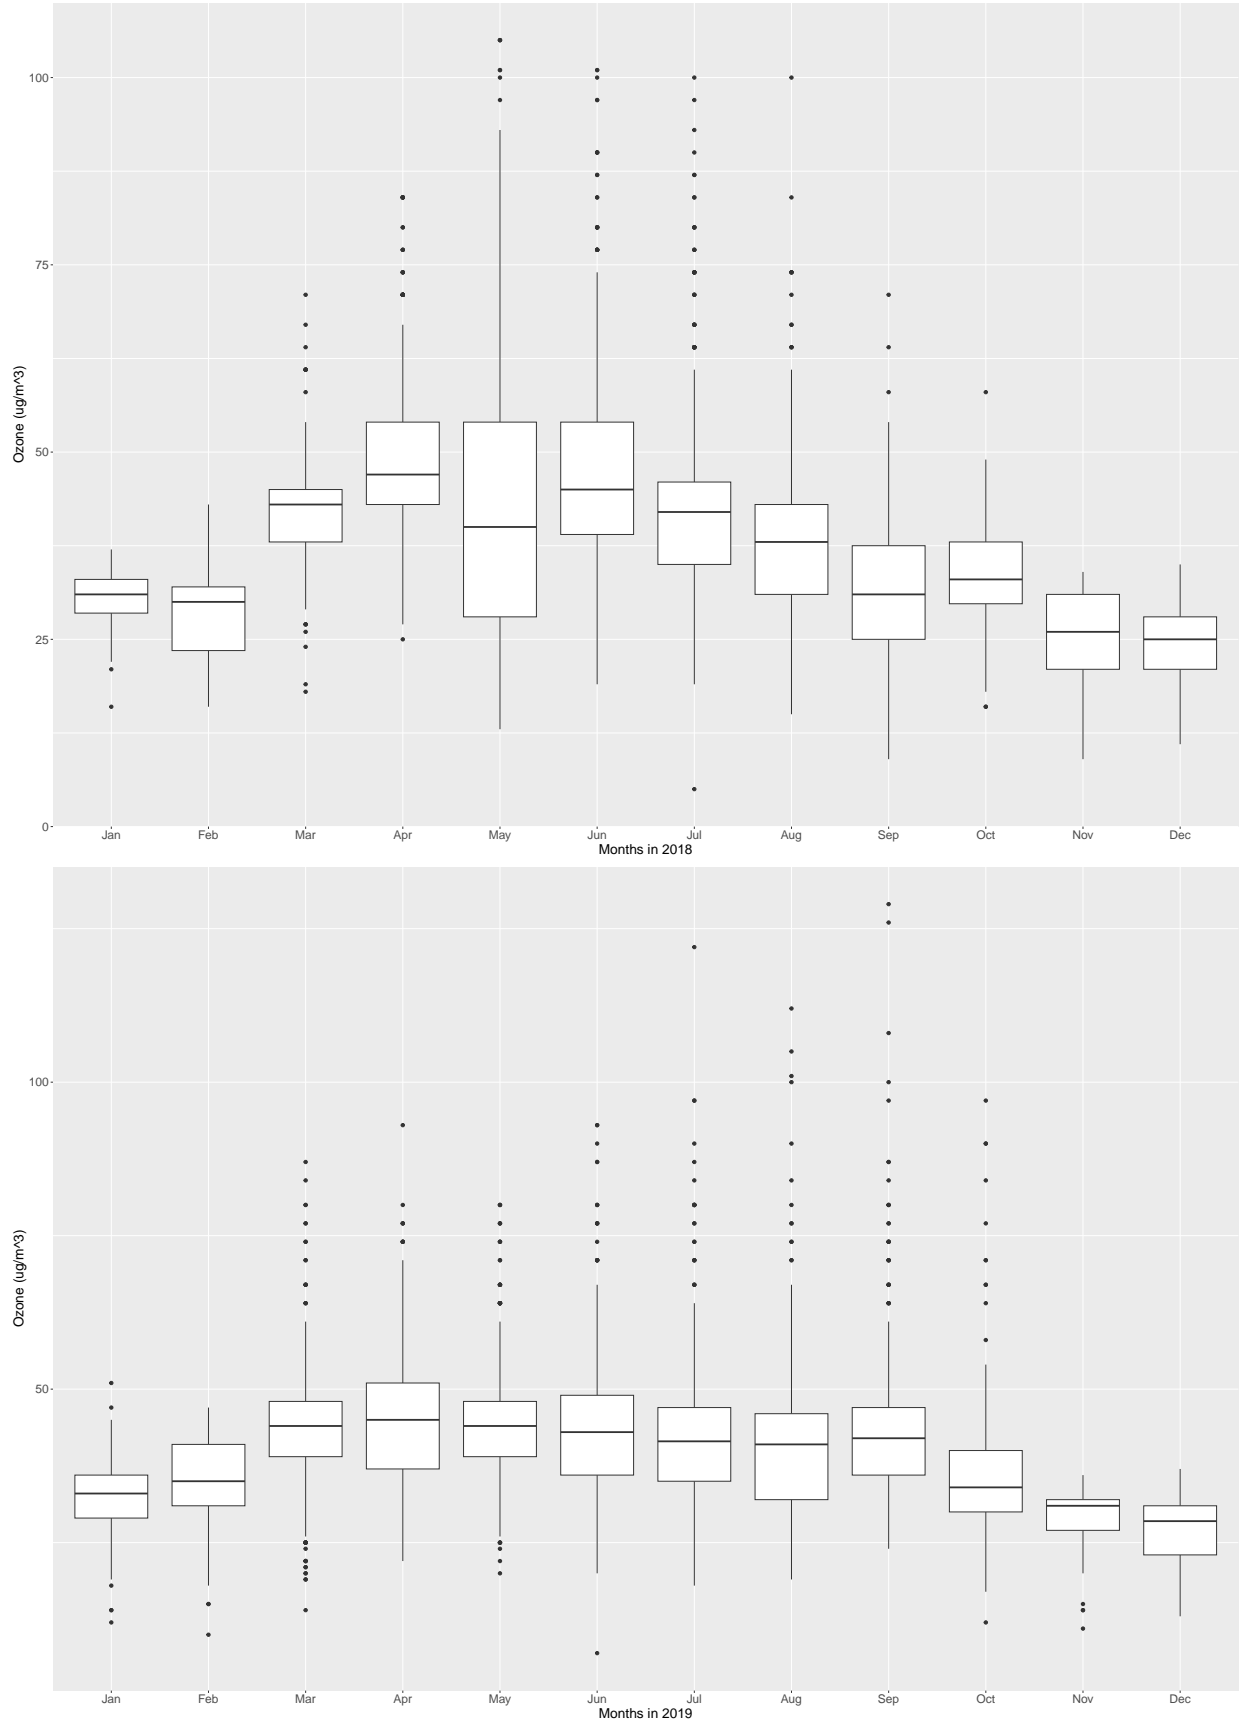 100
75
50
25
0
Ozone (ug/m^3)
Jan Feb Mar Apr May Jun Jul Aug Sep Oct Nov Dec
Months in 2018
100
50
Ozone (ug/m^3)
Jan Feb Mar Apr May Jun Jul Aug Sep Oct Nov Dec
Months in 2019